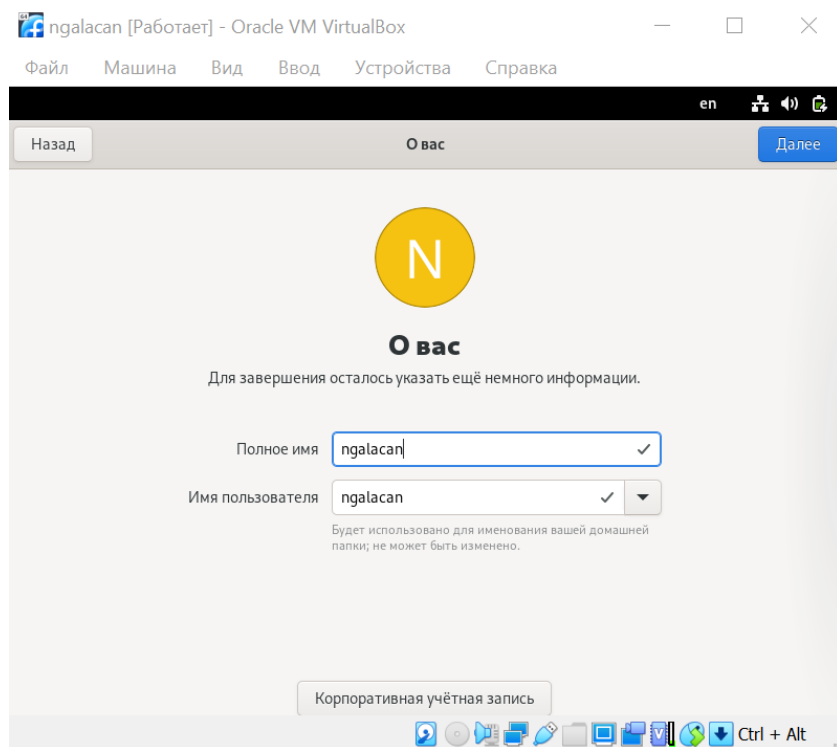 ngalacan [Работает] - Oracle VM VirtualBox
Файл Машина Вид Ввод Устройства Справка
en
Назад О вас Далее
N
О вас
Для завершения осталось указать ещё немного информации.
Полное имя ngalacan
Имя пользователя ngalacan
Будет использовано для именования вашей домашней
папки; не может быть изменено.
Корпоративная учётная запись
Ctrl + Alt